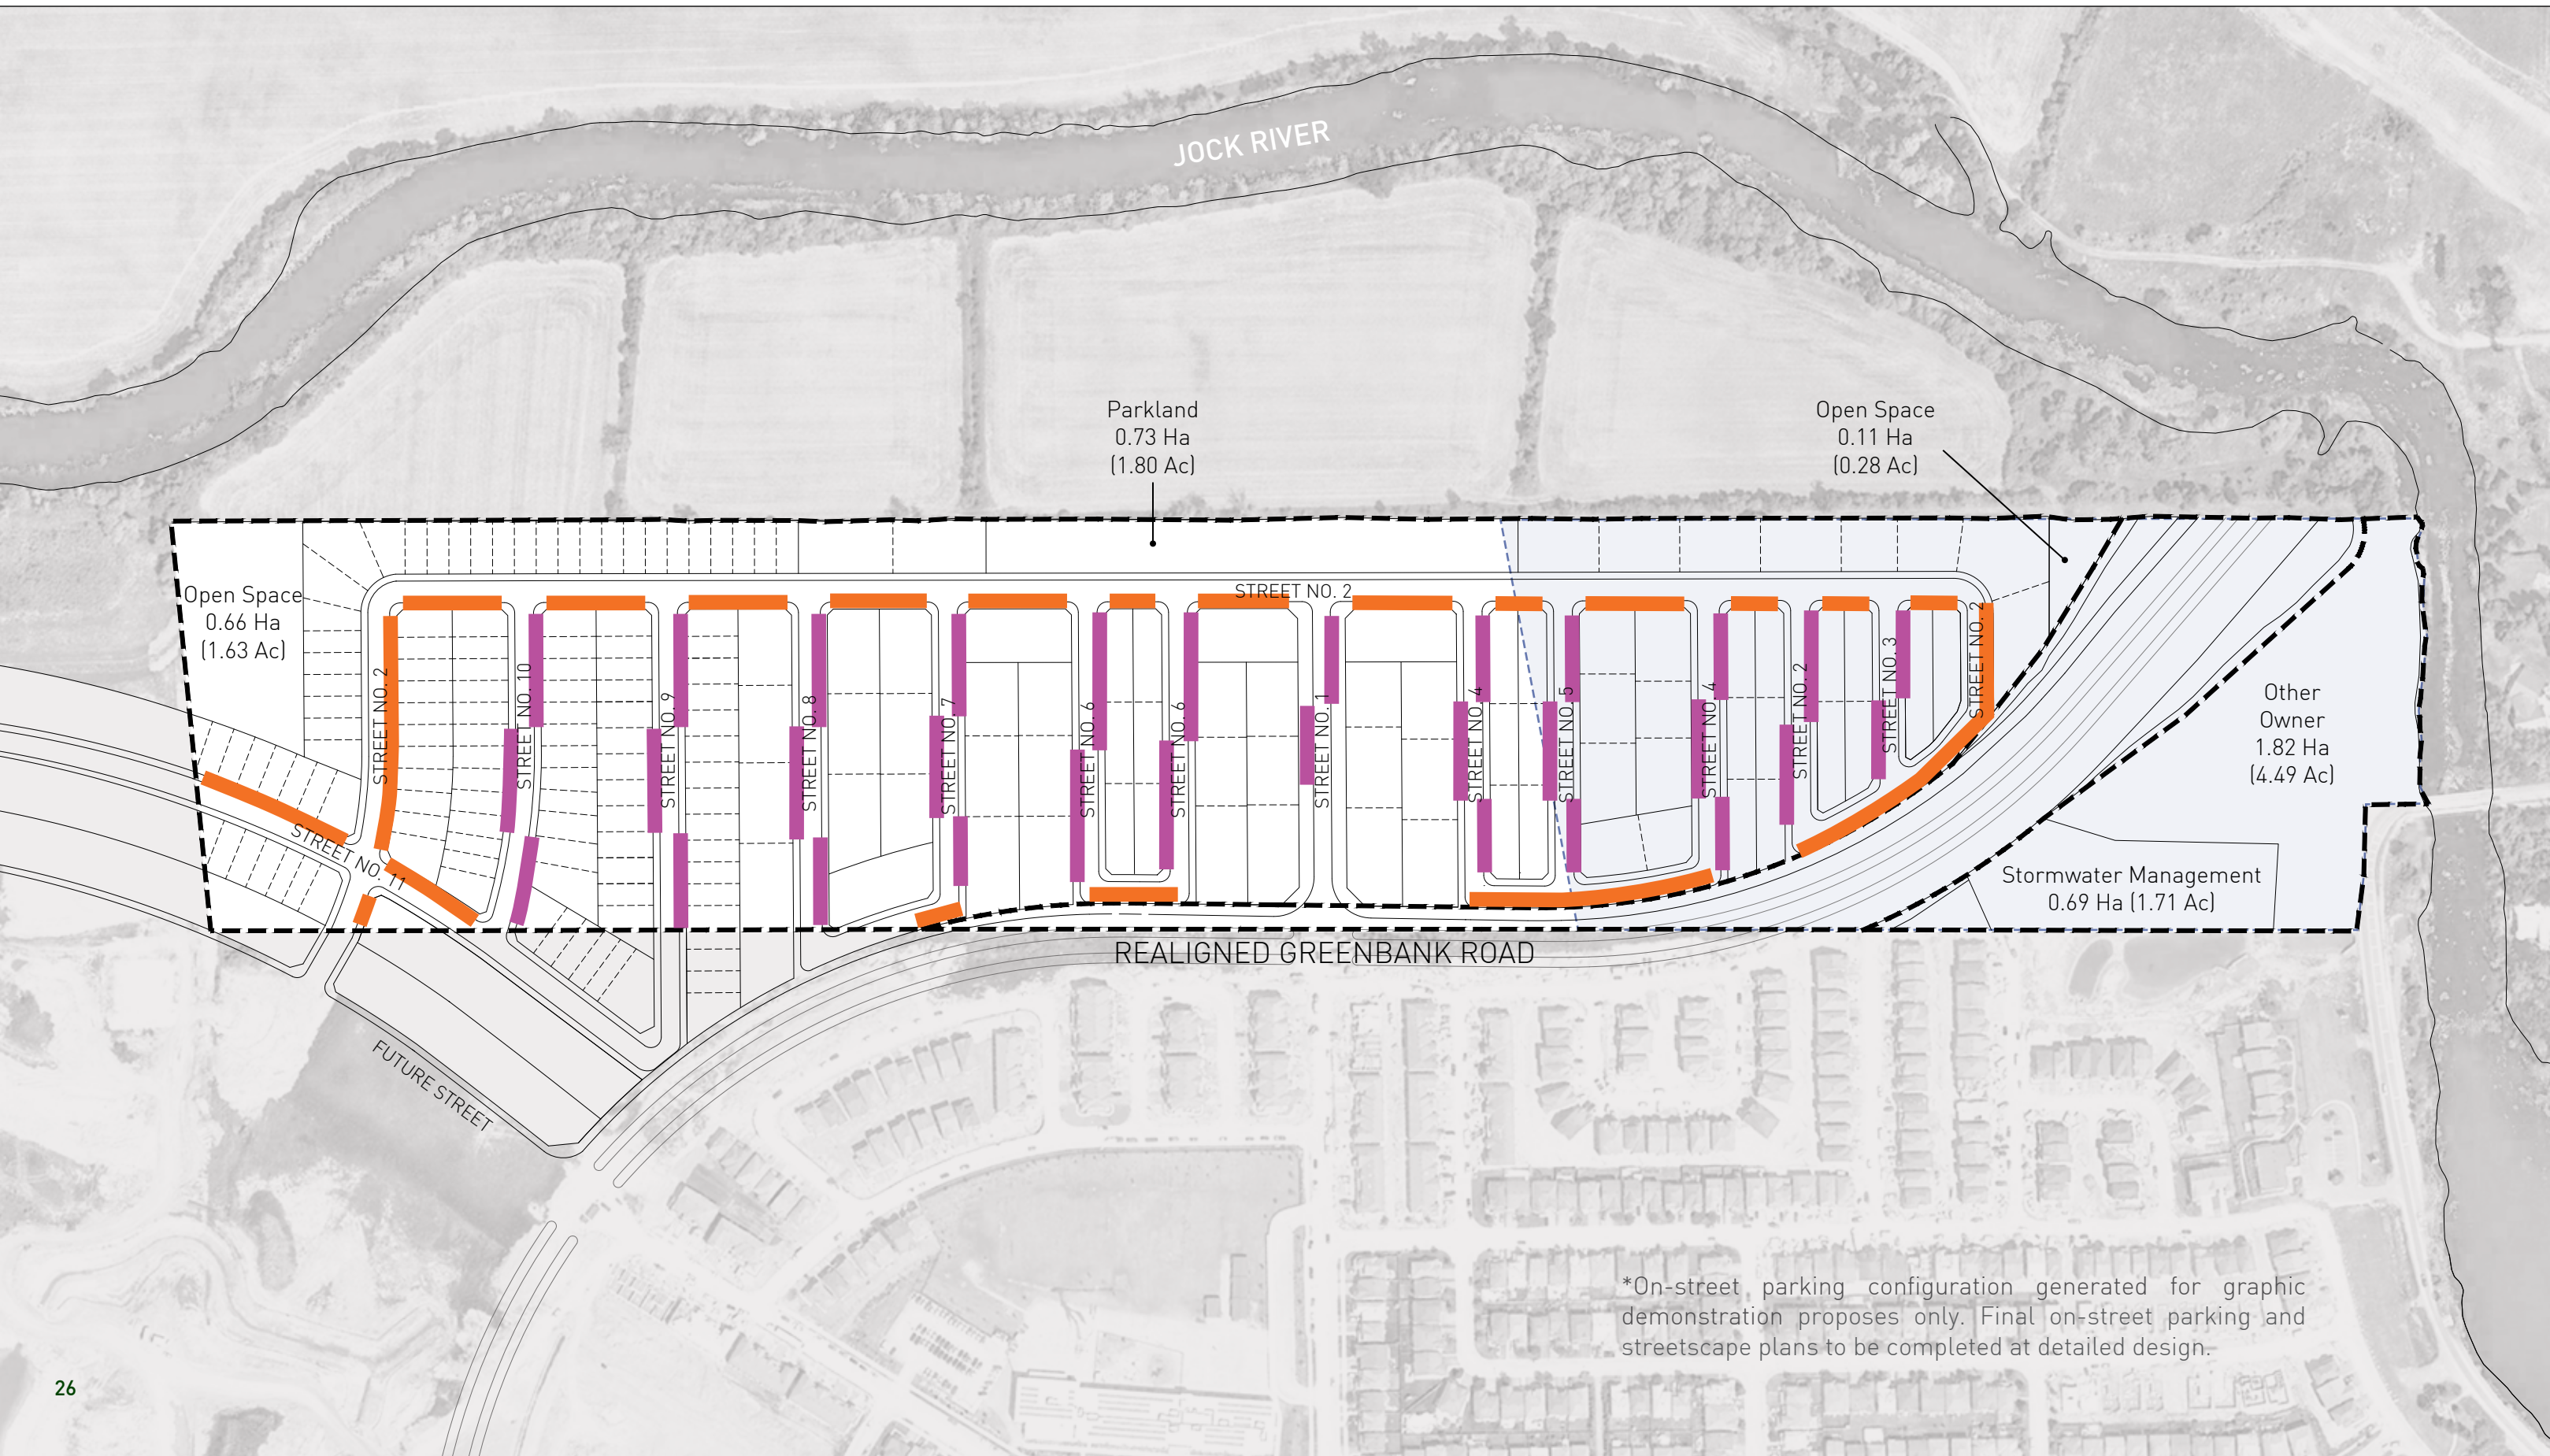 JOCK RIVER
Parkland
0.73 Ha
(1.80 Ac)
Open Space
0.11 Ha
(0.28 Ac)
STREET NO. 2
Open Space
0.66 Ha
(1.63 Ac)
STREET NO. 2
STREET NO. 10
STREET NO. 9
STREET NO. 8
STREET NO. 7
STREET NO. 6
STREET NO. 6
STREET NO. 1
STREET NO. 4
STREET NO. 5
STREET NO. 4
STREET NO. 2
STREET NO. 3
STREET NO. 2
Other
Owner
1.82 Ha
(4.49 Ac)
STREET NO. 11
Stormwater Management
0.69 Ha (1.71 Ac)
REALIGNED GREENBANK ROAD
FUTURE STREET
*On-street parking configuration generated for graphic
demonstration proposes only. Final on-street parking and
streetscape plans to be completed at detailed design.
26